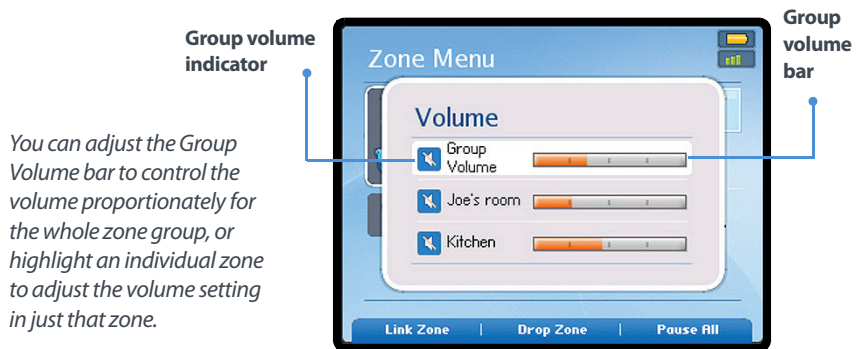 Group volume
indicator
Group
volume
bar
You can adjust the Group
Volume bar to control the
volume proportionately for
the whole zone group, or
highlight an individual zone
to adjust the volume setting
in just that zone.
Zone Menu
Volume
Group
Volume
Joe's room
Kitchen
Link Zone | Drop Zone | Pause All